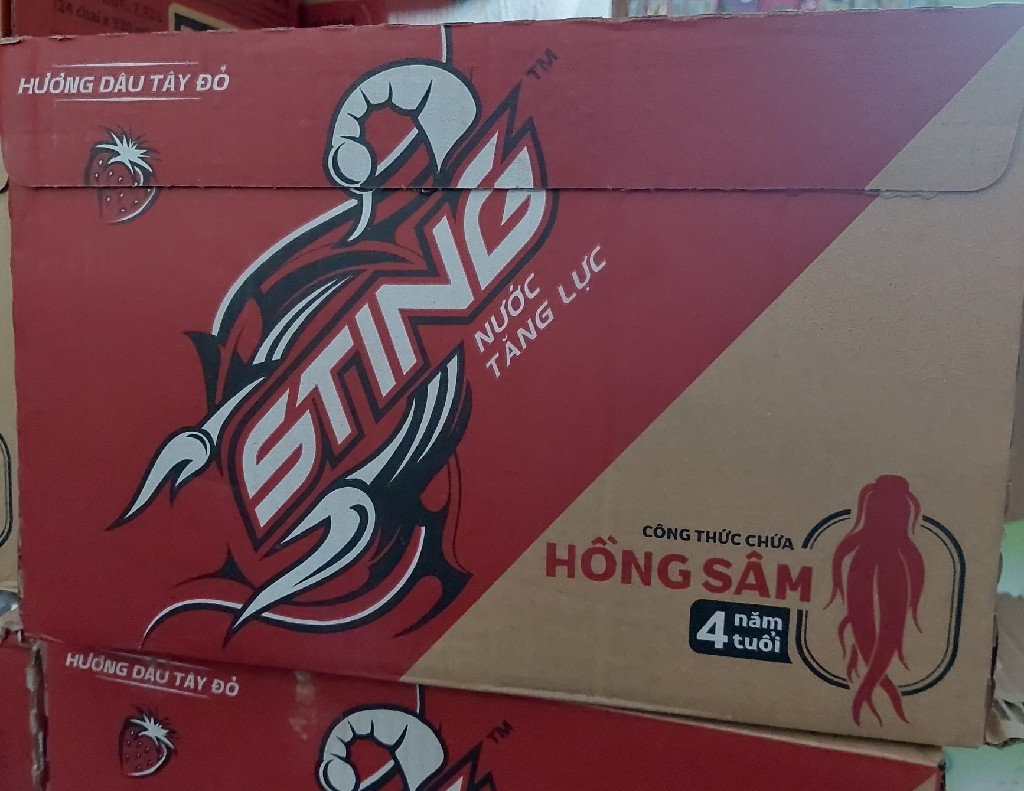 HƯƠNG DÂU TÂY ĐỎ
STING
TM
NƯỚC
TĂNG LỰC
CÔNG THỨC CHỨA
HỒNG SÂM
4 năm
tuổi
HƯƠNG DÂU TÂY ĐỎ
TM